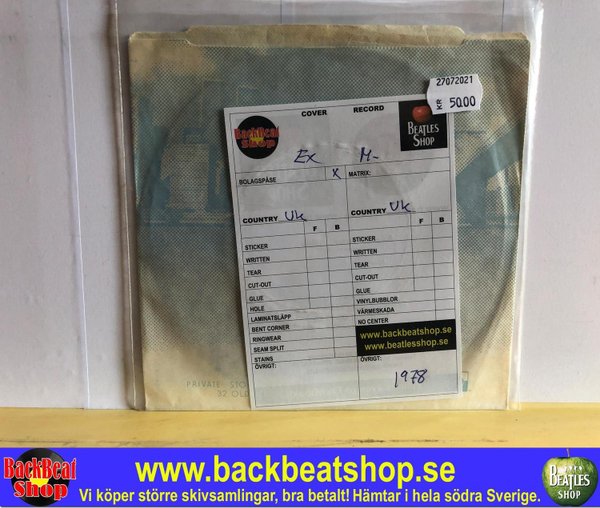 27072021
KR 50.00
COVER RECORD
BackBeat
Shop
BEATLES
SHOP
Ex M-
BOLAGSPÅSE X MATRIX:
COUNTRY UK COUNTRY UK
F B F B
STICKER STICKER
WRITTEN WRITTEN
TEAR TEAR
CUT-OUT CUT-OUT
GLUE GLUE
HOLE VINYLBUBBLOR
LAMINATSLÄPP VÄRMESKADA
BENT CORNER NO CENTER
RINGWEAR
SEAM SPLIT
STAINS
www.backbeatshop.se
www.beatlesshop.se
ÖVRIGT: ÖVRIGT:
1978
PRIVATE STO
32 OLD
BackBeat
Shop
www.backbeatshop.se
Vi köper större skivsamlingar, bra betalt! Hämtar i hela södra Sverige.
BEATLES
SHOP